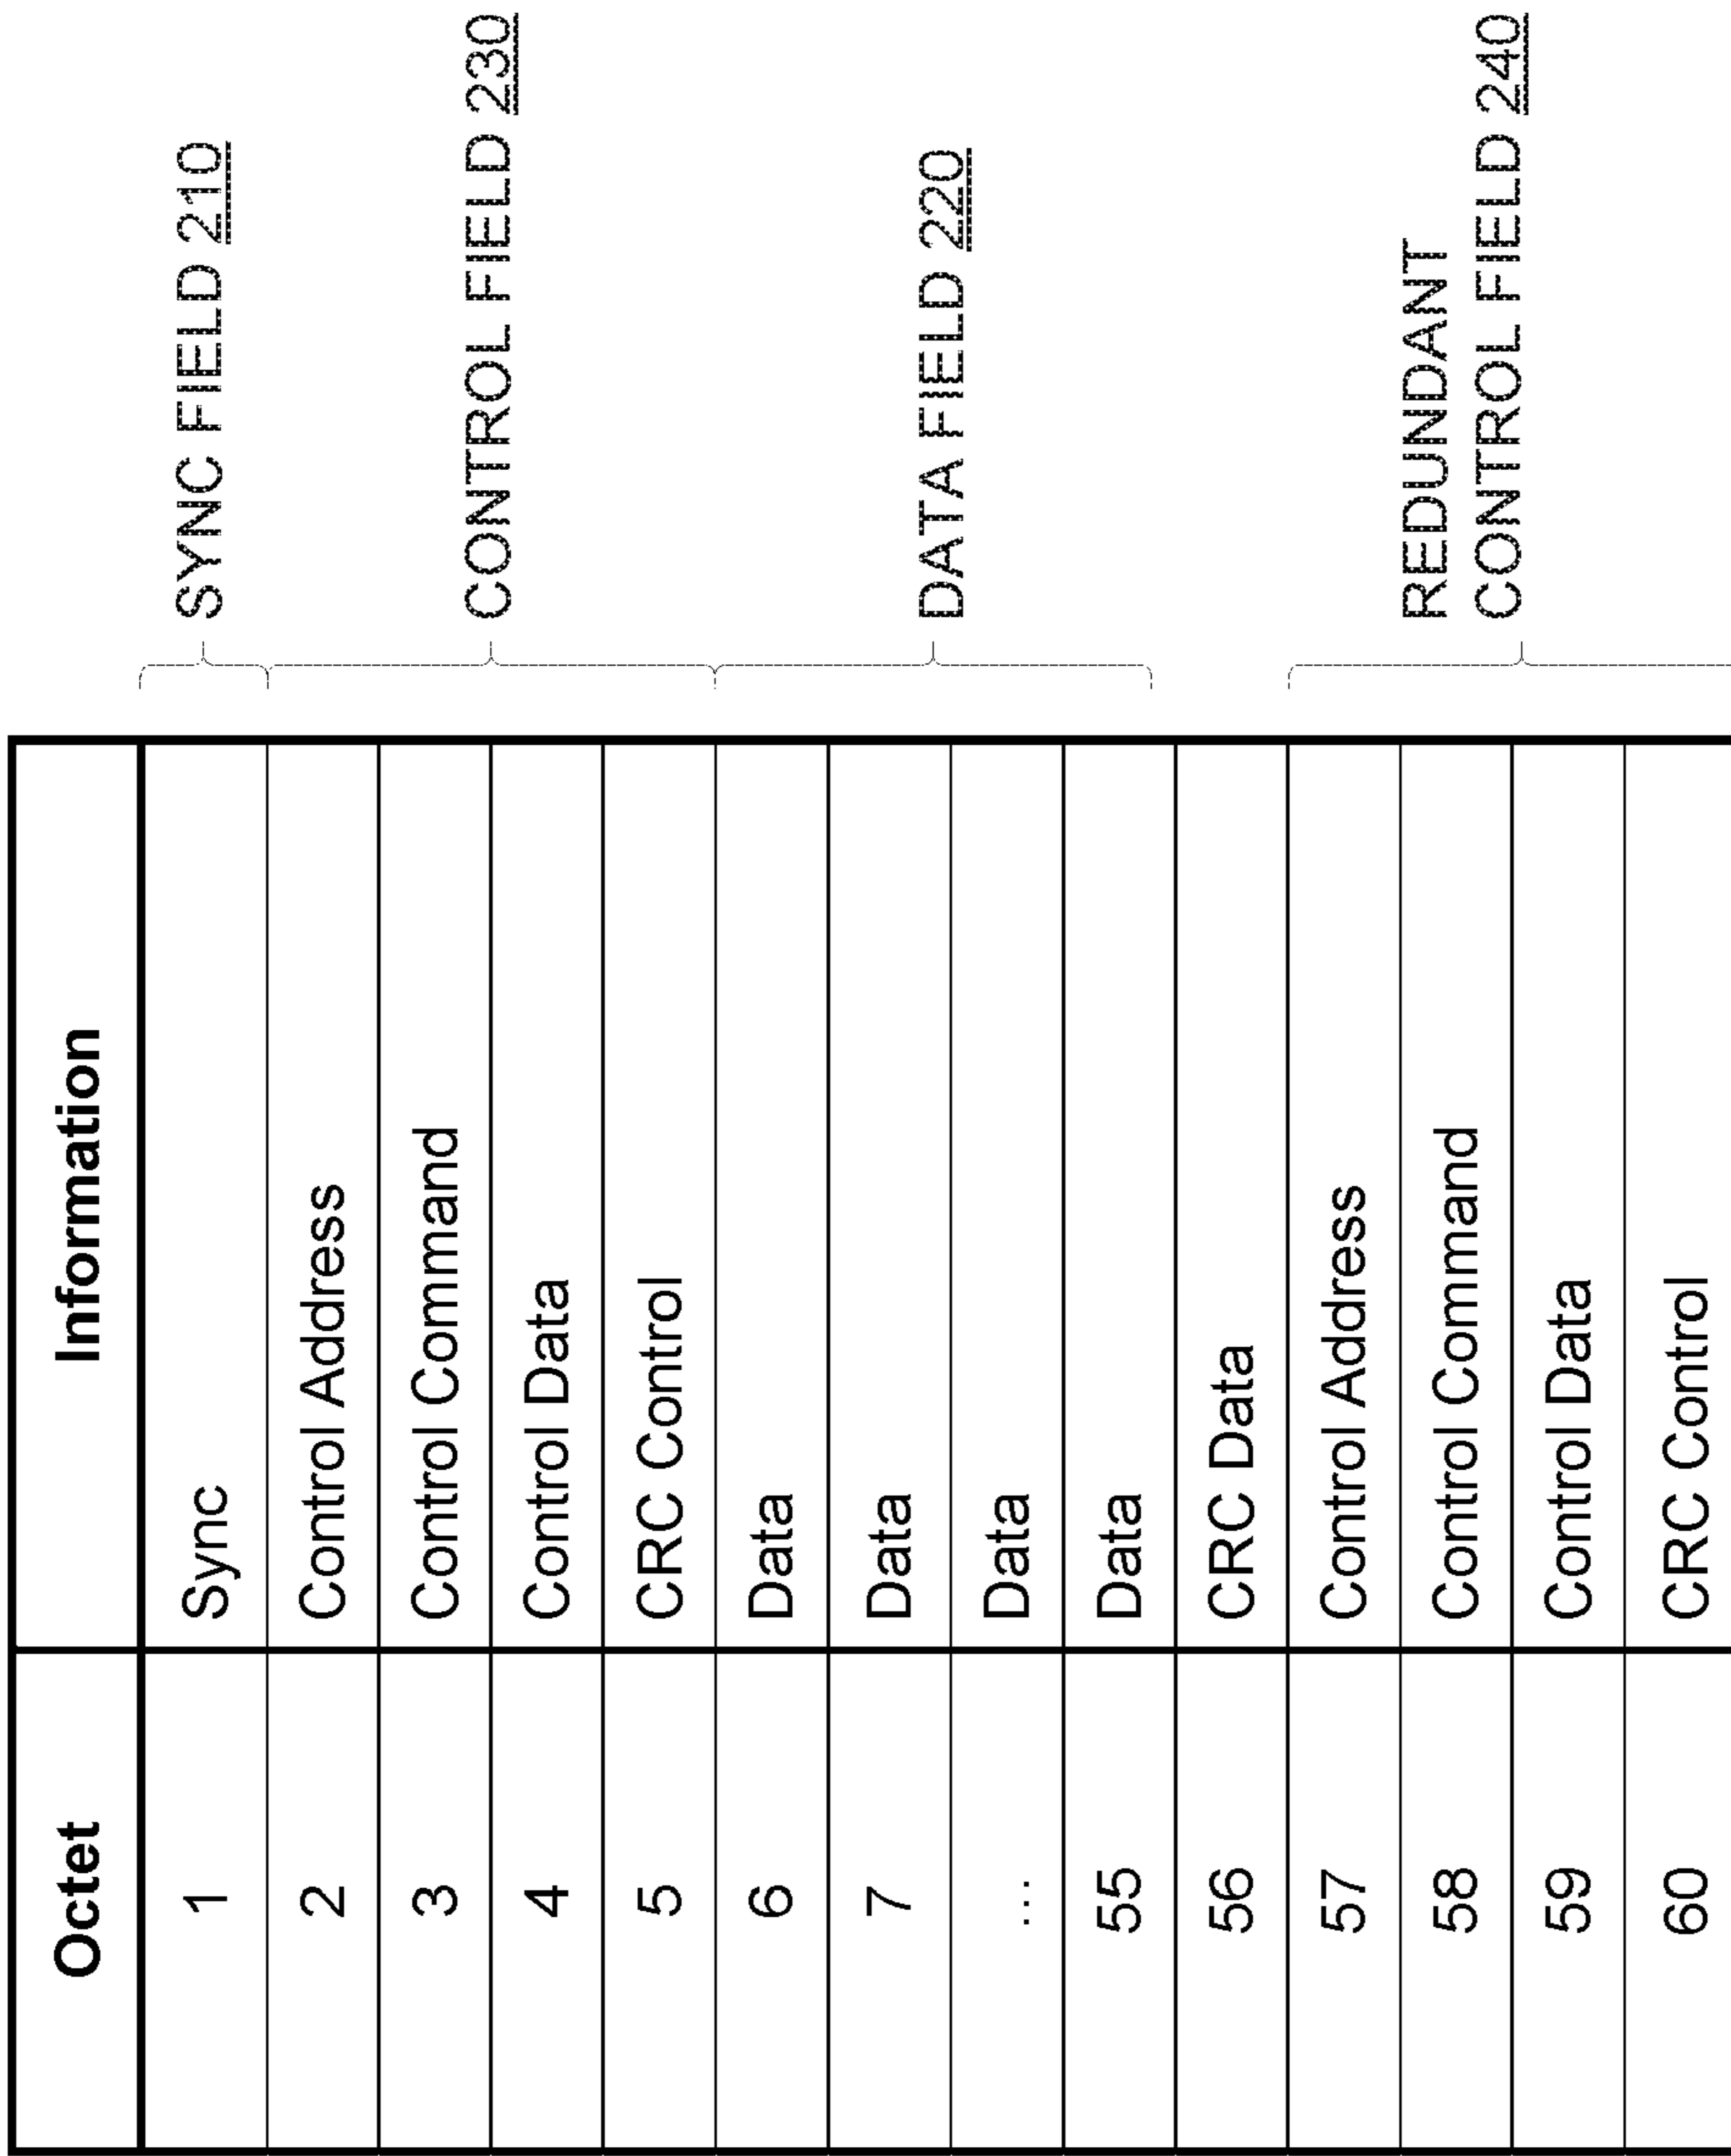 Octet Information
1 Sync
2 Control Address
3 Control Command
4 Control Data
5 CRC Control
6 Data
7 Data
... Data
55 Data
56 CRC Data
57 Control Address
58 Control Command
59 Control Data
60 CRC Control
SYNC FIELD 210
CONTROL FIELD 230
DATA FIELD 220
REDUNDANT
CONTROL FIELD 240